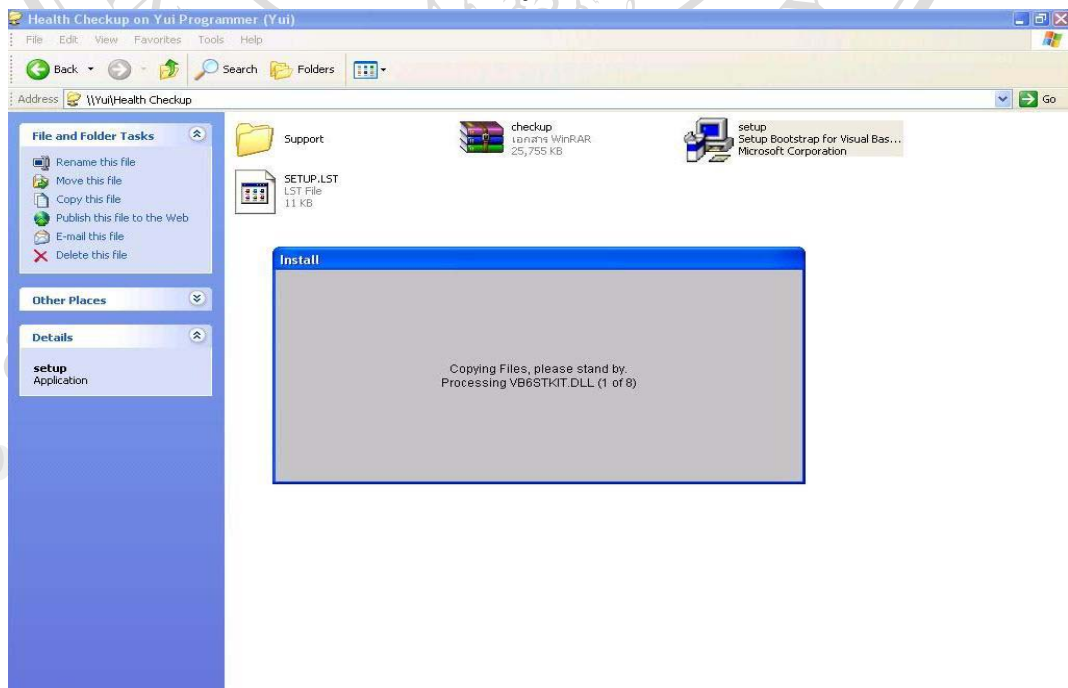 Health Checkup on Yui Programmer (Yui)
File Edit View Favorites Tools Help
Back Search Folders
Address \\Yui\Health Checkup Go
File and Folder Tasks
Rename this file
Move this file
Copy this file
Publish this file to the Web
E-mail this file
Delete this file
Other Places
Details
setup
Application
Support
checkup
เอกสาร WinRAR
25,755 KB
setup
Setup Bootstrap for Visual Bas...
Microsoft Corporation
SETUP.LST
LST File
11 KB
Install
Copying Files, please stand by.
Processing VB6STKIT.DLL (1 of 8)